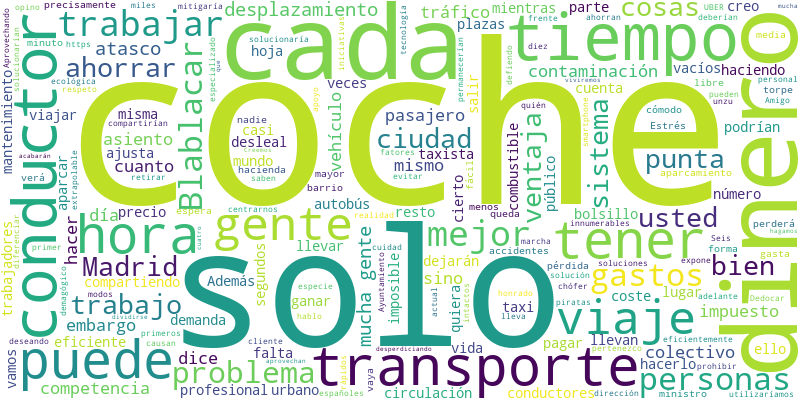 coche
solo
cada
tiempo
dinero
conductor
transporte
puede
hora
gente
tener
viaje
mejor
trabajar
ahorrar
ciudad
Blablacar
gastos
personas
problema
Madrid
trabajo
usted
punta
bien
sistema
ventaja
cosas
desplazamiento
tráfico
mientras
plazas
parte
creo
contaminación
vacíos
haciendo
cuenta
podrían
atasco
hoja
viajar
mantenimiento
misma
asiento
ajusta
cuanto
precio
aparcar
verá
día
hacer
trabajadores
compartiendo
embargo
eficiente
vamos
dice
falta
competencia
profesional
urbano
demanda
Además
segundos
llevar
ganar
mucha gente
imposible
autobús
resto
mundo
casi
desleal
nadie
veces
vehículo
pasajero
taxista
mismo
salir
cierto
combustible
público
menos
queda
accidentes
dejarán
sino
quiera
taxi
vida
circulación
conductores
pagar
coste
lugar
llevan
hacerlo
colectivo
impuesto
bolsillo
número
perderá
forma
ello
pérdida
solución
chófer
piratas
marcha
innumerables
soluciones
expone
Seis
gasta
Dedocar
adelante
prohibir
eficientemente
pertenezco
ministro
dirección
utilizaríamos
desperdiciando
intactos
lleva
actual
Ayuntamiento
cuidad
realidad
fatores
evitar
mayor
barrio
hacienda
saben
centrarnos
Creemos
espera
cliente
especie
hablo
vaya
rápidos
españoles
aprovechan
honrado
primeros
causan
deseando
modos
dividirse
demagógico
primer
diferenciar
cuatro
acabarán
retirar
extrapolable
compartirían
ecológica
respeto
https
minuto
solucionarían
Aprovechando
opino
precisamente
miles
mitigaría
solucionaría
especializado
que
iniciativas
apoyo
permanecerían
tecnología
defiendo
diez
frente
ahorran
UBER
deberían
mucha
media
personal
libre
pueden
torpe
unzu
Amigo
cómodo
Estrés
aparcamiento
quién
viviremos
smartphone
fácil
hagamos